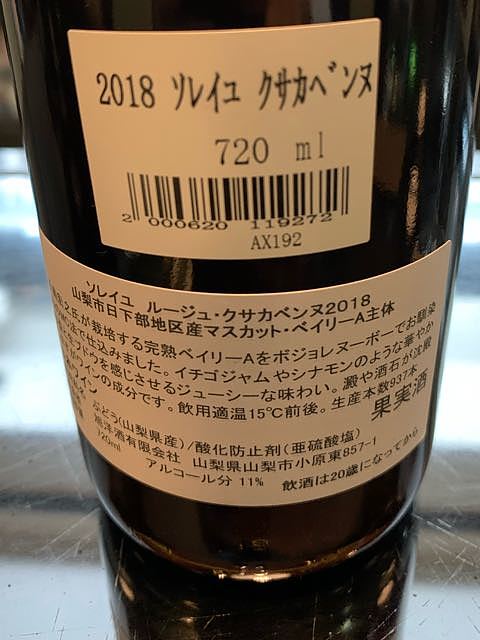 2018 ソレイユ クサカベンヌ
720 ml
2 000620 119272
AX192
ソレイユ ルージュ・クサカベンヌ2018
山梨市日下部地区産マスカット・ベイリーA主体
氏が栽培する完熟ベイリーAをボジョレヌーボーでお馴染
法で仕込みました。イチゴジャムやシナモンのような華やか
ブドウを感じさせるジューシーな味わい。澱や酒石が沈殿
ワインの成分です。飲用適温15℃前後。生産本数937本
ワイン 果実酒
ぶどう(山梨県産)/酸化防止剤(亜硫酸塩)
旭洋酒有限会社 山梨県山梨市小原東857-1
720ml アルコール分 11% 飲酒は20歳になってから